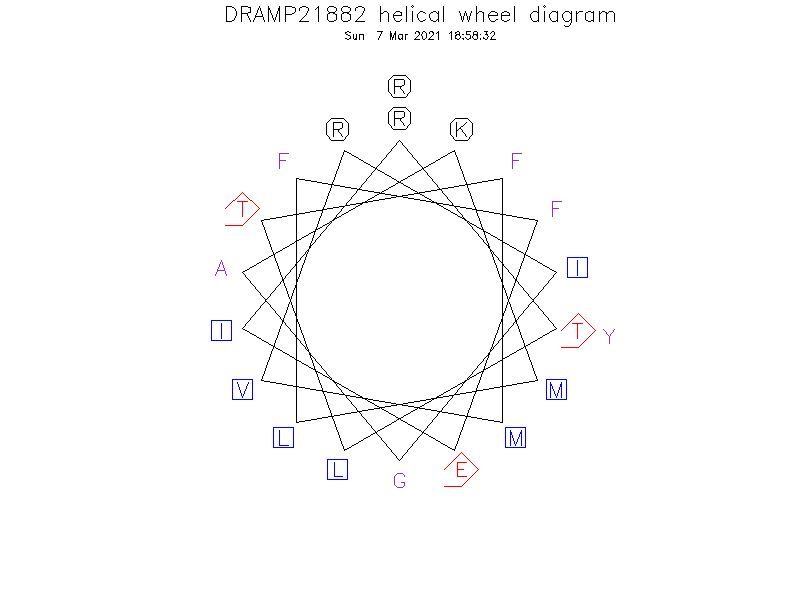 DRAMP21882 helical wheel diagram
Sun 7 Mar 2021 18:58:32
R
R
R K
F F
T F
A I
I T Y
V M
L M
L E
G